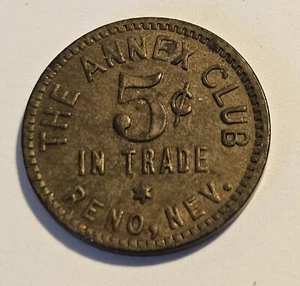 THE ANNEX CLUB
5¢
IN TRADE
RENO, NEV.